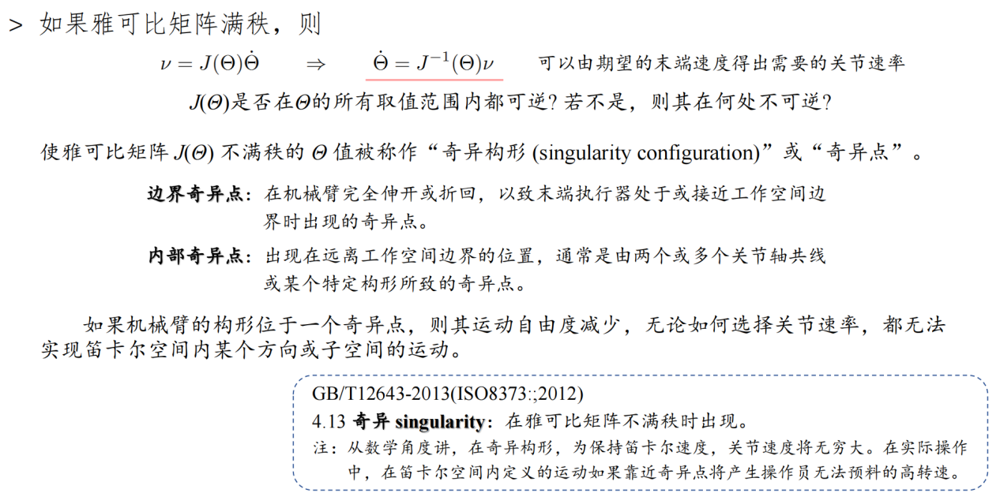 > 如果雅可比矩阵满秩，则
ν = J(Θ)Θ̇ ⇒ Θ̇ = J⁻¹(Θ)ν 可以由期望的末端速度得出需要的关节速率
J(Θ)是否在Θ的所有取值范围内都可逆? 若不是，则其在何处不可逆?
使雅可比矩阵 J(Θ) 不满秩的 Θ 值被称作“奇异构形 (singularity configuration)”或“奇异点”。
边界奇异点：在机械臂完全伸开或折回，以致末端执行器处于或接近工作空间边
界时出现的奇异点。
内部奇异点：出现在远离工作空间边界的位置，通常是由两个或多个关节轴共线
或某个特定构形所致的奇异点。
如果机械臂的构形位于一个奇异点，则其运动自由度减少，无论如何选择关节速率，都无法
实现笛卡尔空间内某个方向或子空间的运动。
GB/T12643-2013(ISO8373:;2012)
4.13 奇异 singularity：在雅可比矩阵不满秩时出现。
注：从数学角度讲，在奇异构形，为保持笛卡尔速度，关节速度将无穷大。在实际操作
中，在笛卡尔空间内定义的运动如果靠近奇异点将产生操作员无法预料的高转速。